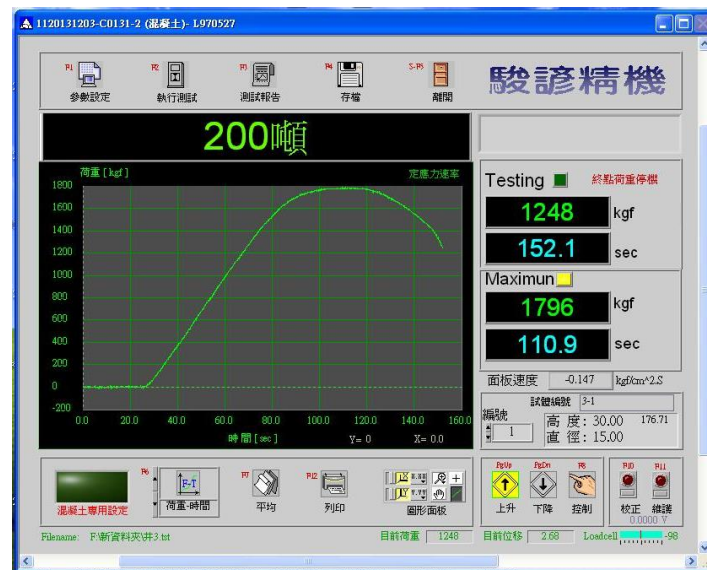 1120131203-C0131-2 (混凝土)- L970527
F1 F2 F3 F4 S-F5
參數設定 執行測試 測試報告 存檔 離開
駿諺精機
200噸
荷重 [kgf] 定應力速率
1800
1600
1400
1200
1000
800
600
400
200
0
-200
0.0 20.0 40.0 60.0 80.0 100.0 120.0 140.0 160.0
時間 [sec] Y= 0 X= 0.0
Testing 終點荷重停機
1248 kgf
152.1 sec
Maximun
1796 kgf
110.9 sec
面板速度 -0.147 kgf/cm^2.S
試體編號 3-1
編號 1
高 度: 30.00 176.71
直 徑: 15.00
混凝土專用設定
F6 F-T 荷重-時間
F7 平均
F12 列印
圖形面板
PgUp PgDn F8 F10 F11
上升 下降 控制 校正 維護
0.0000 V
Filename: F:\新資料夾\井3.txt
目前荷重 1248
目前位移 2.68
Loadcell -98